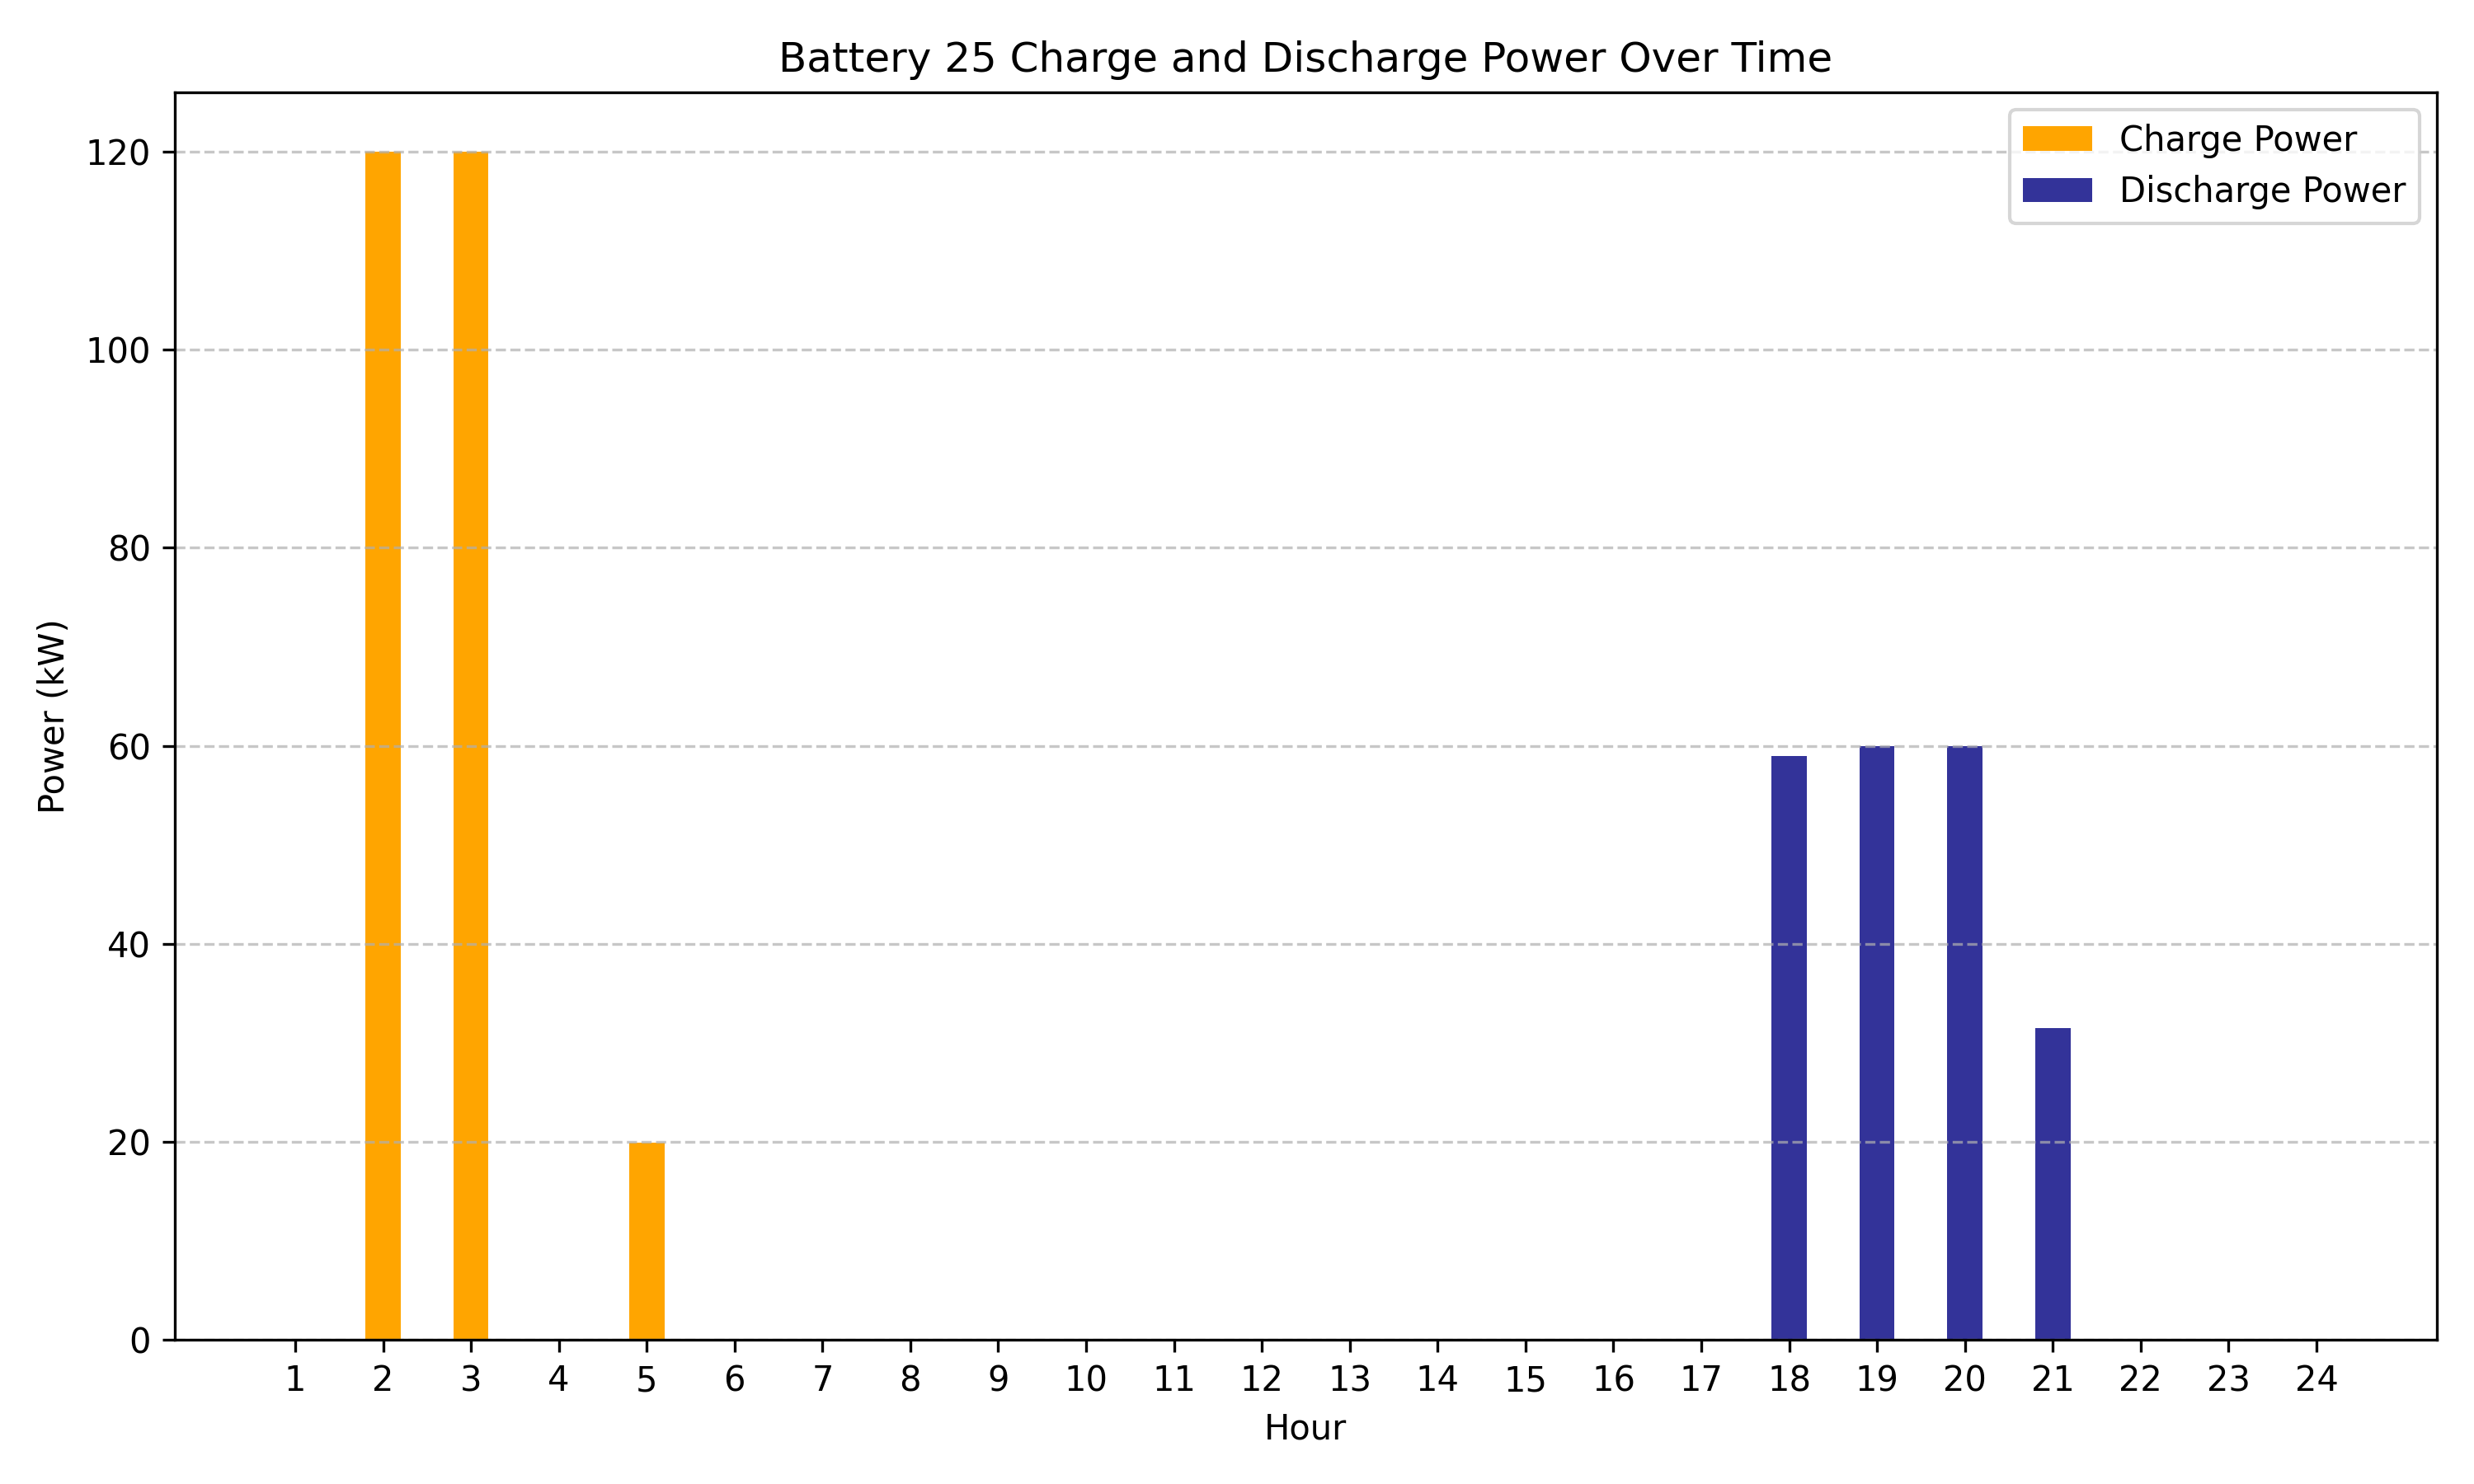 Battery 25 Charge and Discharge Power Over Time
Charge Power
Discharge Power
Power (kW)
120
100
80
60
40
20
0
1 2 3 4 5 6 7 8 9 10 11 12 13 14 15 16 17 18 19 20 21 22 23 24
Hour